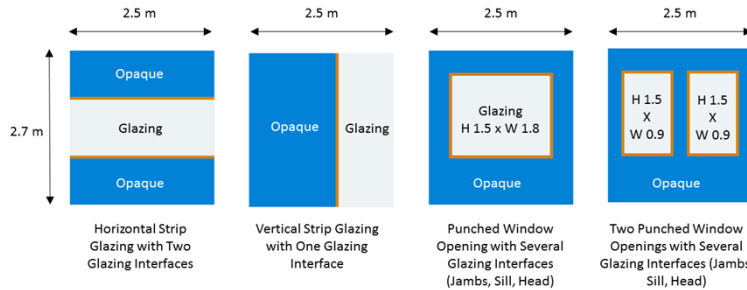 2.5 m
2.5 m
2.5 m
2.5 m
2.7 m
Opaque
Glazing
Opaque
Opaque
Glazing
Glazing
H 1.5 x W 1.8
Opaque
H 1.5
X
W 0.9
H 1.5
X
W 0.9
Opaque
Horizontal Strip
Glazing with Two
Glazing Interfaces
Vertical Strip Glazing
with One Glazing
Interface
Punched Window
Opening with Several
Glazing Interfaces
(Jambs, Sill, Head)
Two Punched Window
Openings with Several
Glazing Interfaces (Jambs
Sill, Head)